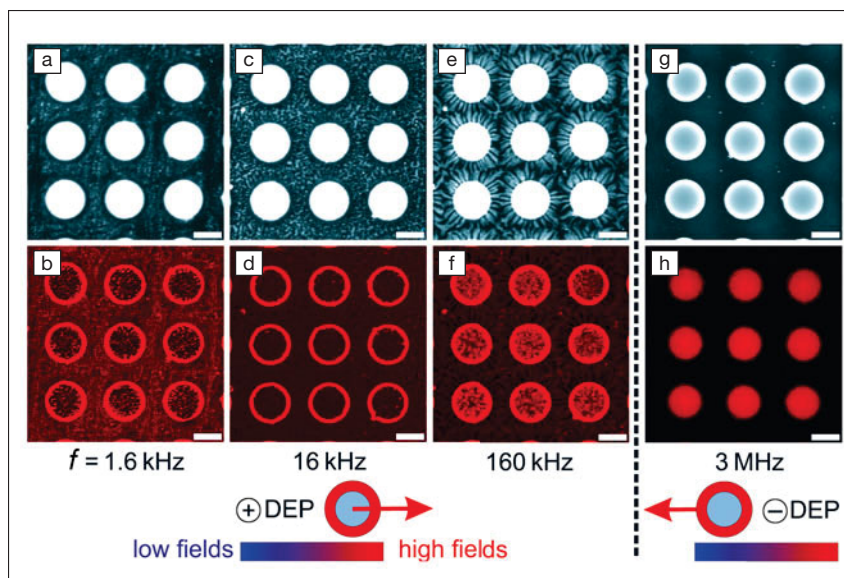 a c e g
b d f h
f = 1.6 kHz 16 kHz 160 kHz 3 MHz
+ DEP − DEP
low fields high fields